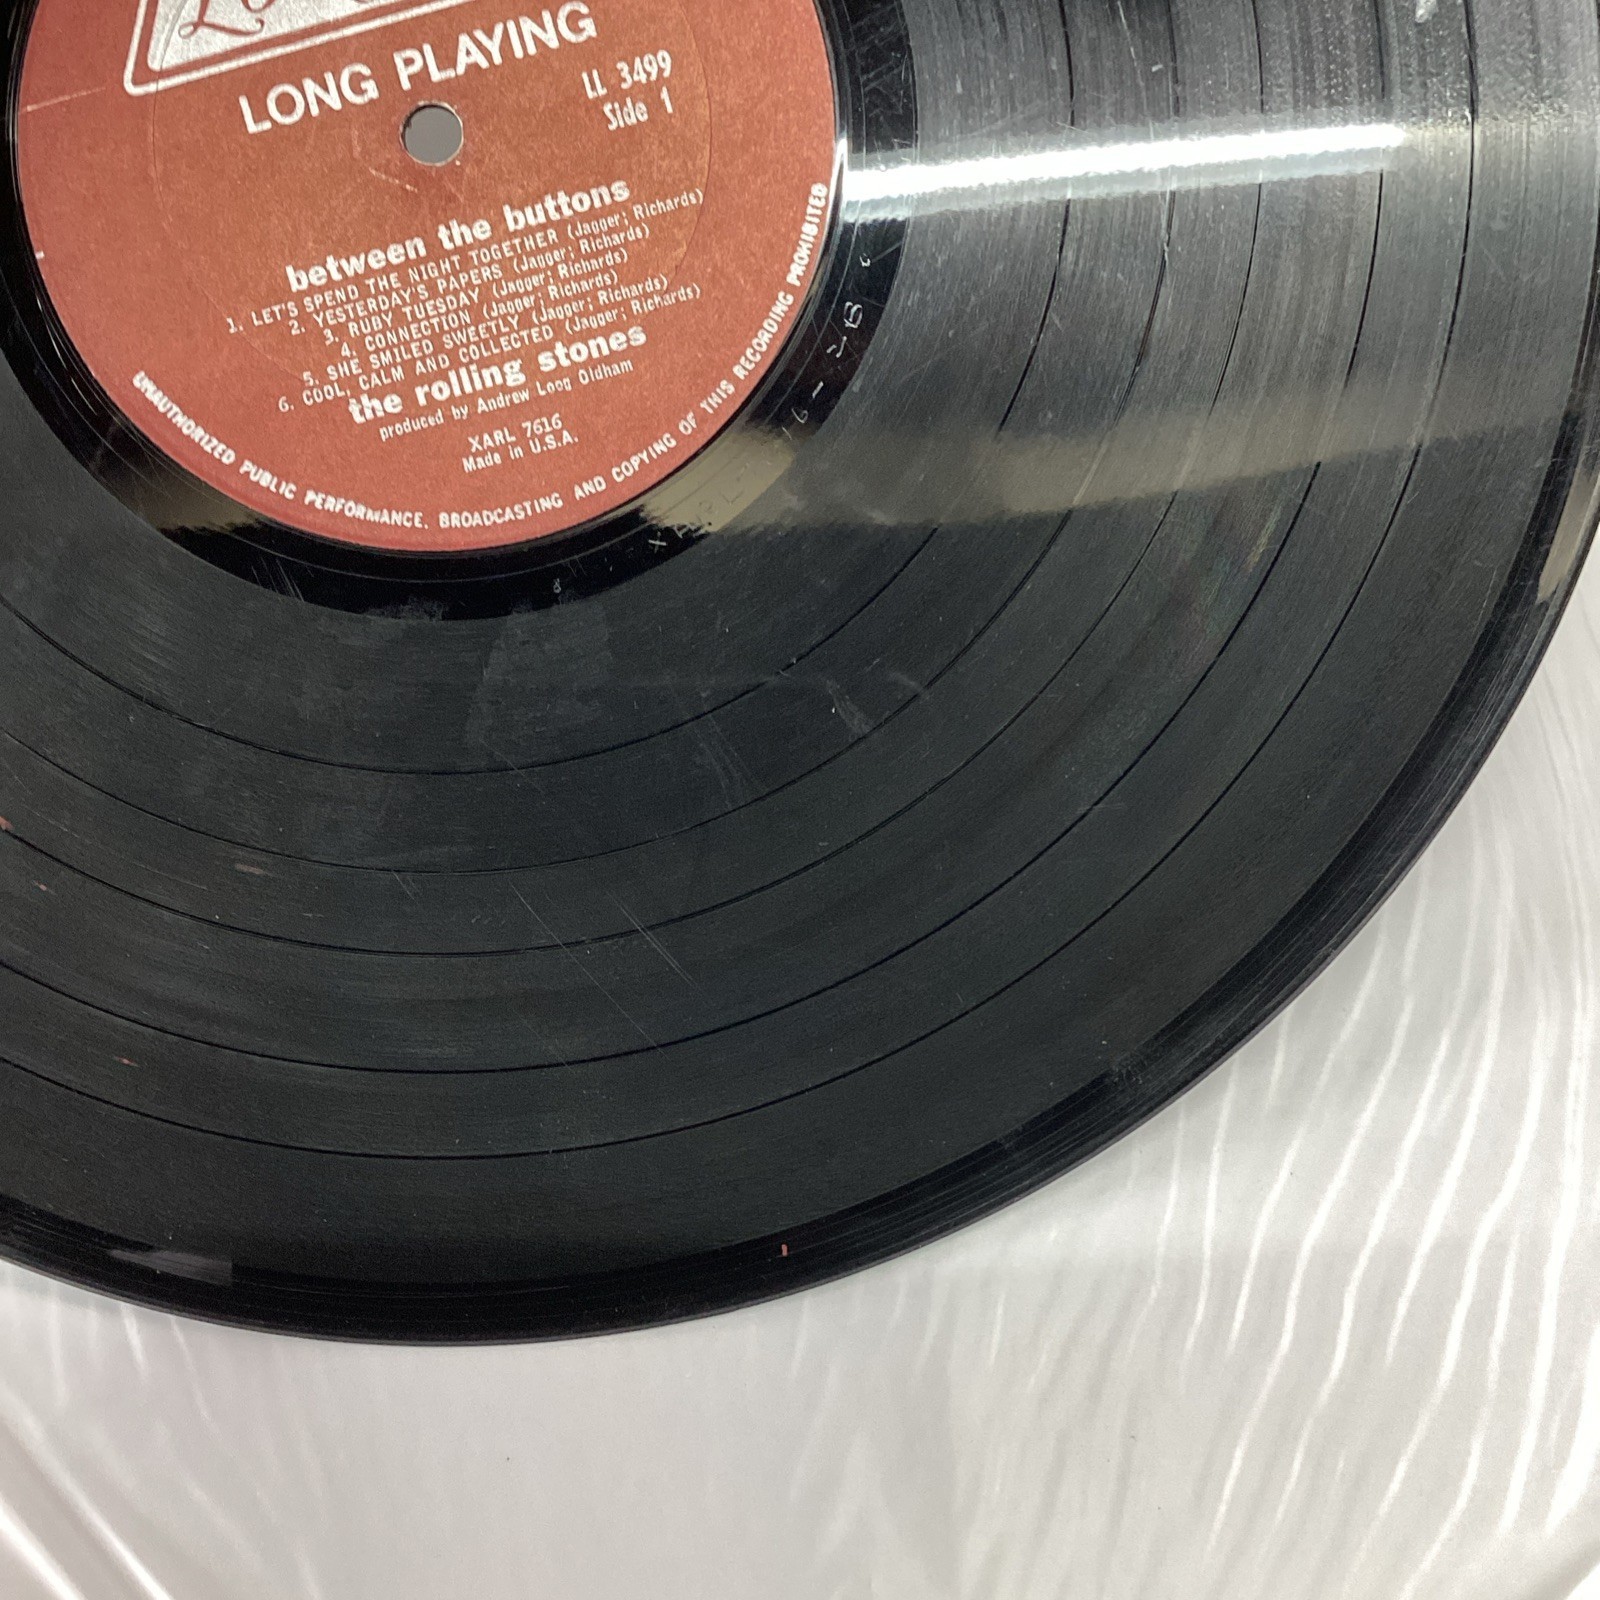 LONG PLAYING
LL 3499
Side 1
between the buttons
1. LET'S SPEND THE NIGHT TOGETHER (Jagger; Richards)
2. YESTERDAY'S PAPERS (Jagger; Richards)
3. RUBY TUESDAY (Jagger; Richards)
4. CONNECTION (Jagger; Richards)
5. SHE SMILED SWEETLY (Jagger; Richards)
6. COOL, CALM AND COLLECTED (Jagger; Richards)
the rolling stones
produced by Andrew Loog Oldham
XARL 7616
Made in U.S.A.
UNAUTHORIZED PUBLIC PERFORMANCE, BROADCASTING AND COPYING OF THIS RECORDING PROHIBITED